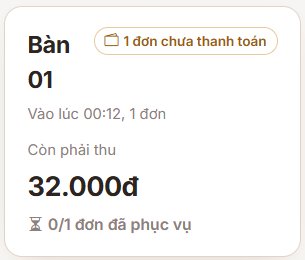 Bàn 01
1 đơn chưa thanh toán
Vào lúc 00:12, 1 đơn
Còn phải thu
32.000đ
0/1 đơn đã phục vụ